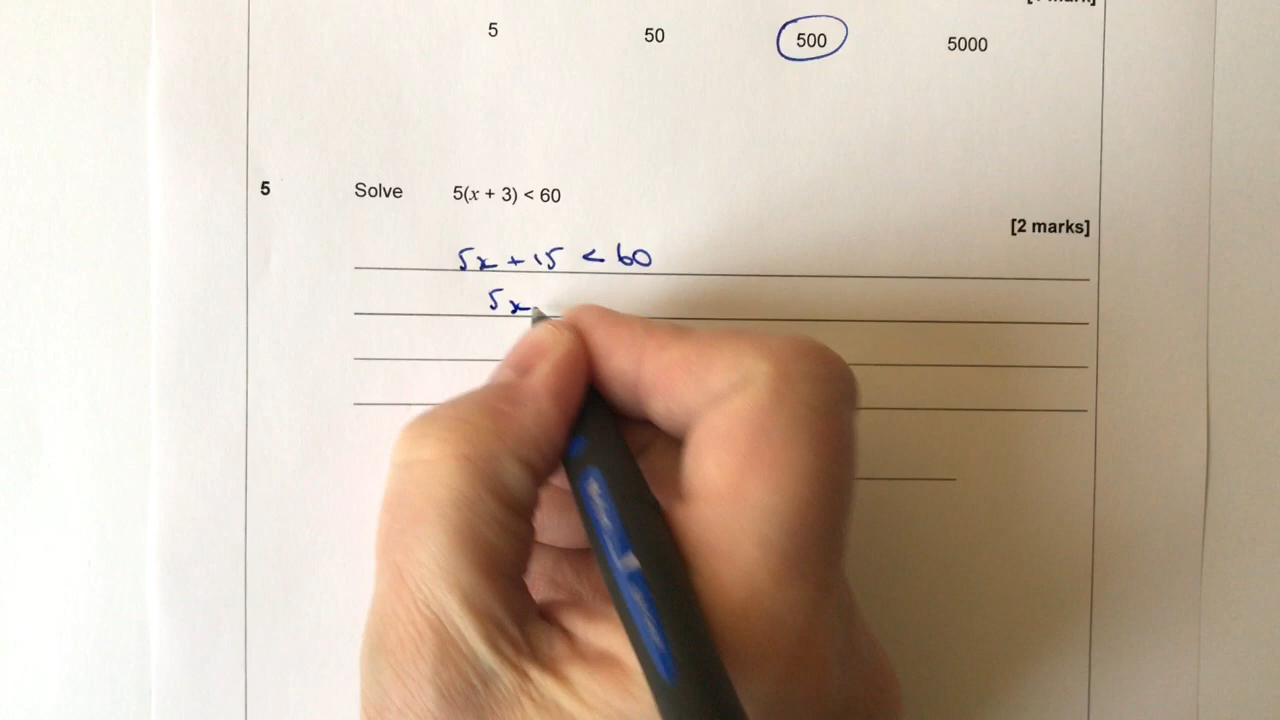 5 50 500 5000
5 Solve 5(x + 3) < 60
[2 marks]
5x + 15 < 60
5x